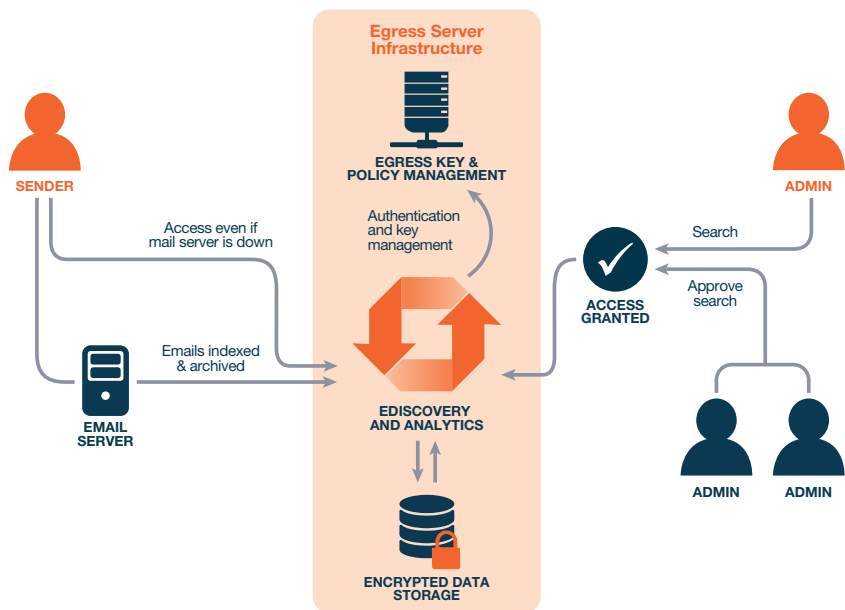 Egress Server
Infrastructure
EGRESS KEY &
POLICY MANAGEMENT
SENDER
ADMIN
Access even if
mail server is down
Authentication
and key
management
Search
Approve
search
ACCESS
GRANTED
Emails indexed
& archived
EMAIL
SERVER
EDISCOVERY
AND ANALYTICS
ADMIN
ADMIN
ENCRYPTED DATA
STORAGE